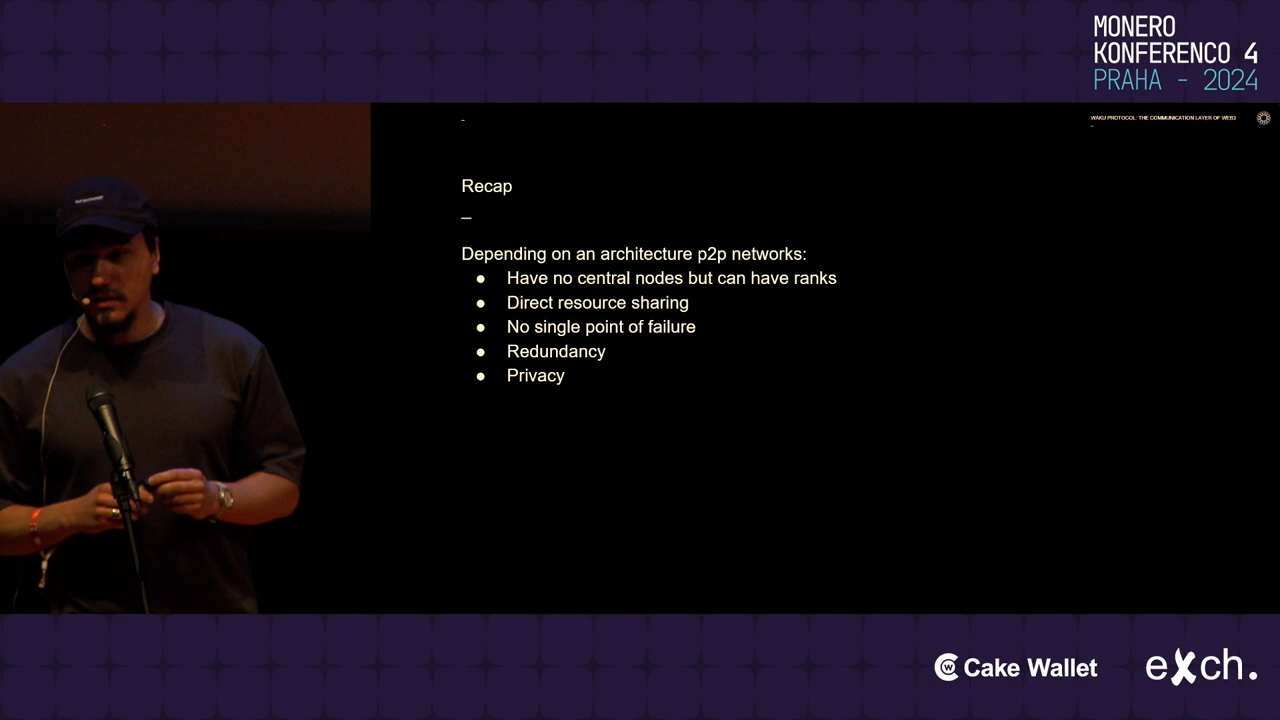 MONERO
KONFERENCO 4
PRAHA - 2024
WAKU PROTOCOL: THE COMMUNICATION LAYER OF WEB3
Recap
Depending on an architecture p2p networks:
● Have no central nodes but can have ranks
● Direct resource sharing
● No single point of failure
● Redundancy
● Privacy
Cake Wallet
eXch.